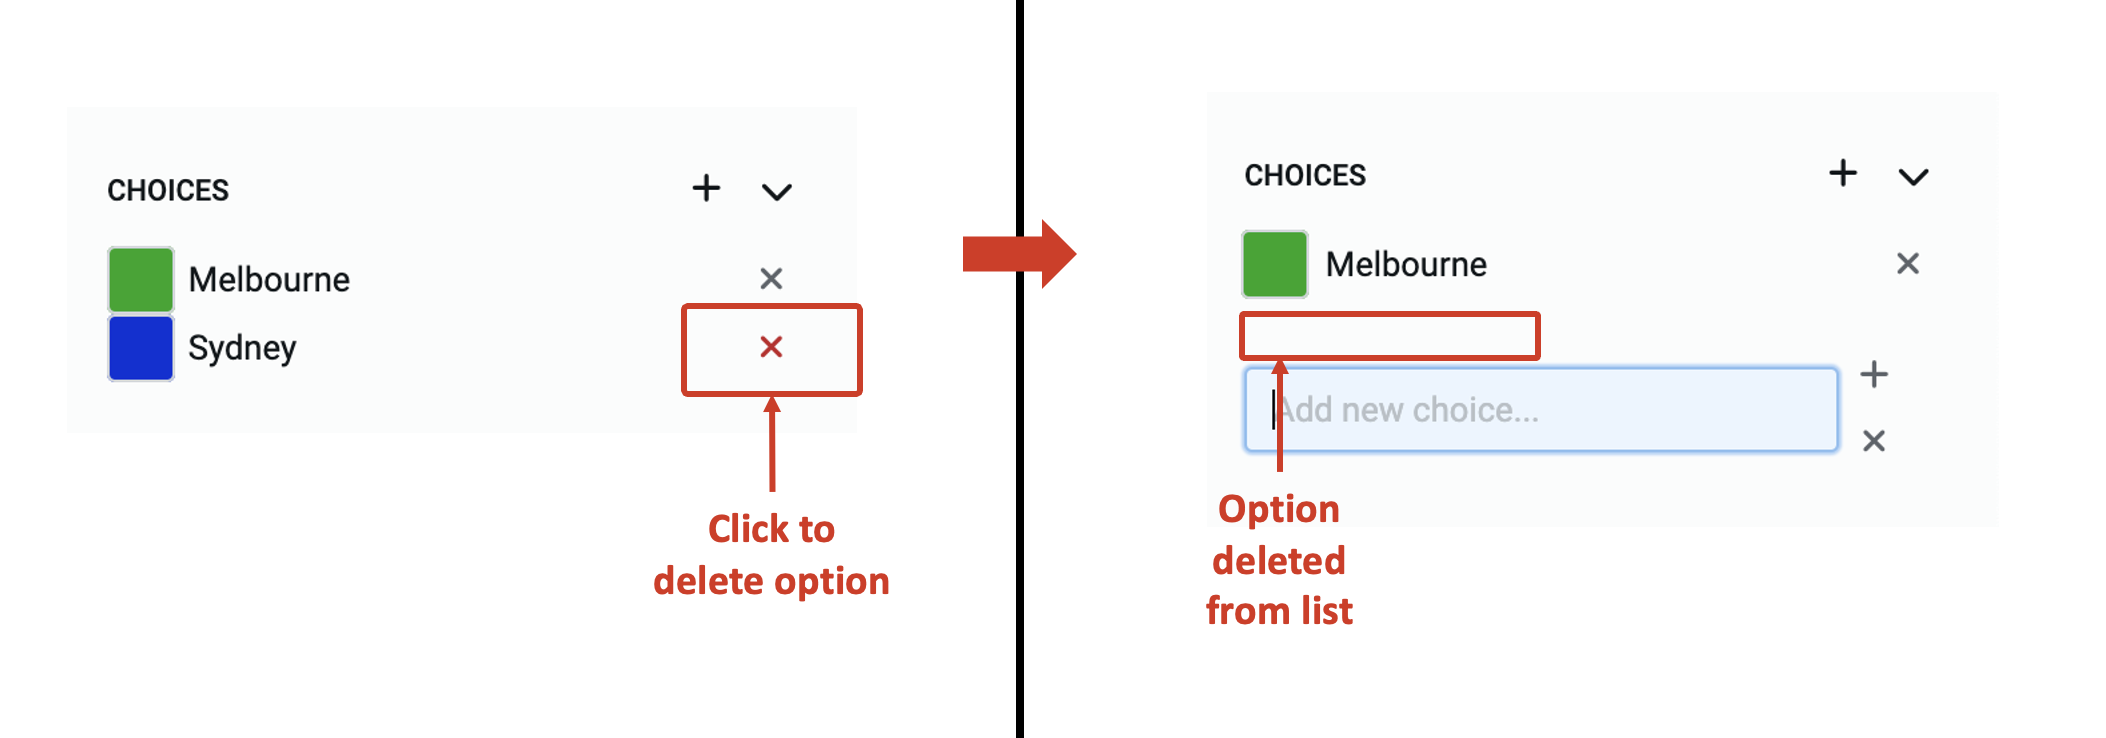 CHOICES
Melbourne
Sydney
Click to
delete option
CHOICES
Melbourne
Add new choice...
Option
deleted
from list